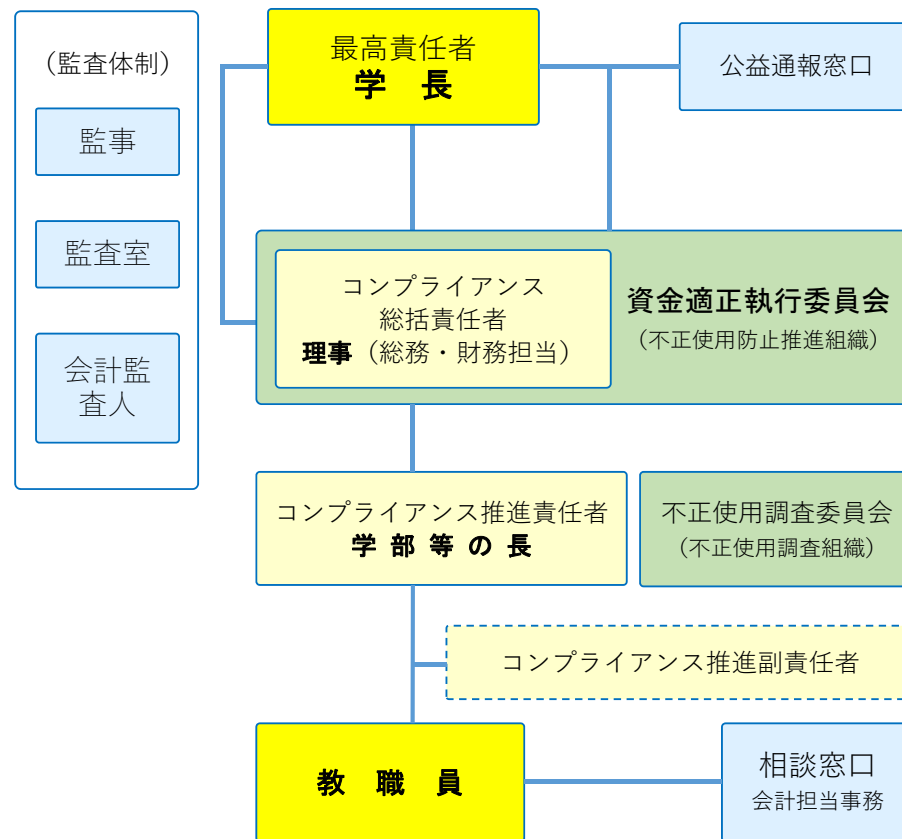 (監査体制)
監事
監査室
会計監
査人
最高責任者
学 長
公益通報窓口
コンプライアンス
総括責任者
理事(総務・財務担当)
資金適正執行委員会
(不正使用防止推進組織)
コンプライアンス推進責任者
学 部 等 の 長
不正使用調査委員会
(不正使用調査組織)
コンプライアンス推進副責任者
教 職 員
相談窓口
会計担当事務